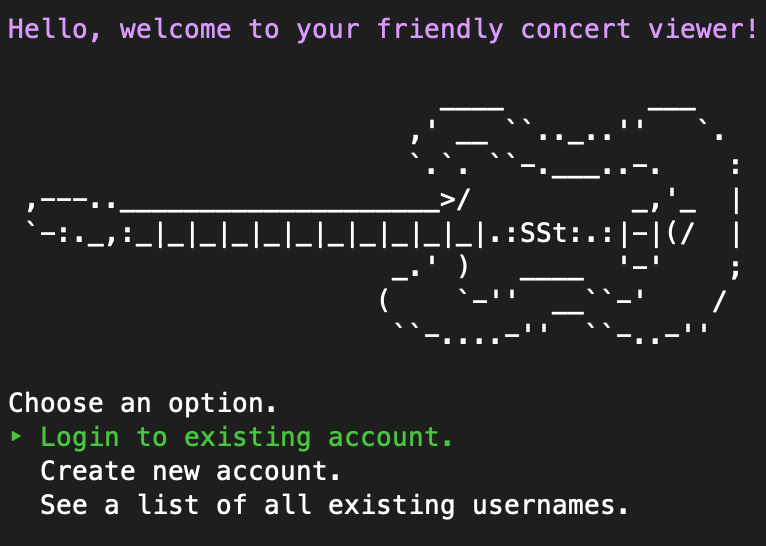 Hello, welcome to your friendly concert viewer!
SSt
Choose an option.
Login to existing account.
Create new account.
See a list of all existing usernames.